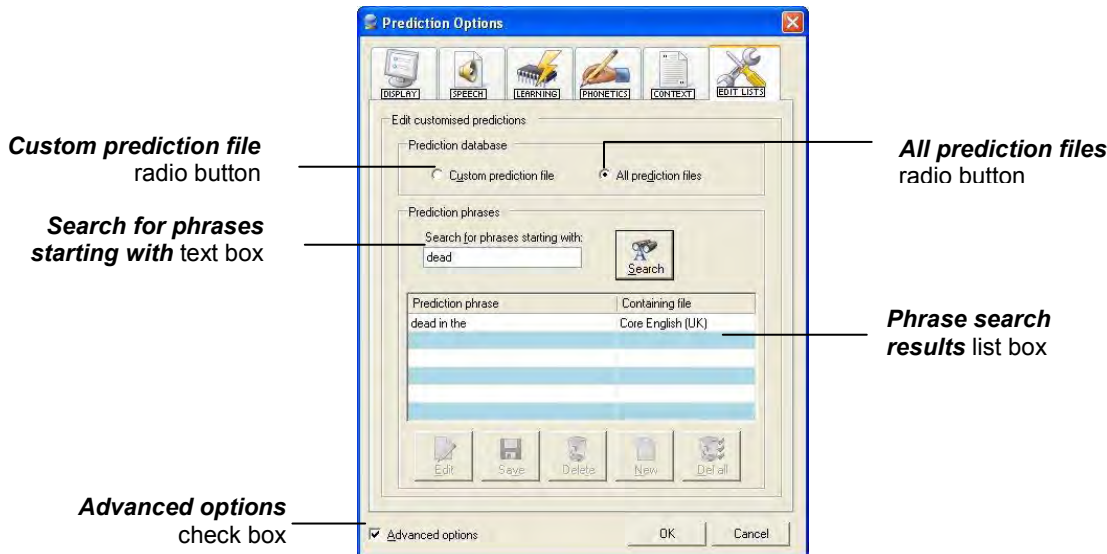 Prediction Options
DISPLAY SPEECH LEARNING PHONETICS CONTEXT EDIT LISTS
Edit customised predictions
Prediction database
Custom prediction file
radio button
Custom prediction file All prediction files
All prediction files
radio button
Prediction phrases
Search for phrases
starting with text box
Search for phrases starting with:
dead
Search
Prediction phrase Containing file
dead in the Core English (UK)
Phrase search
results list box
Edit Save Delete New Del all
Advanced options
check box
Advanced options OK Cancel